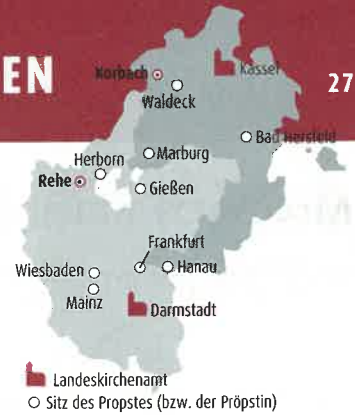 EN
27
Korbach
Kassel
Waldeck
Bad Hersfeld
Herborn
Marburg
Rehe
Gießen
Frankfurt
Wiesbaden
Hanau
Mainz
Darmstadt
Landeskirchenamt
Sitz des Propstes (bzw. der Pröpstin)